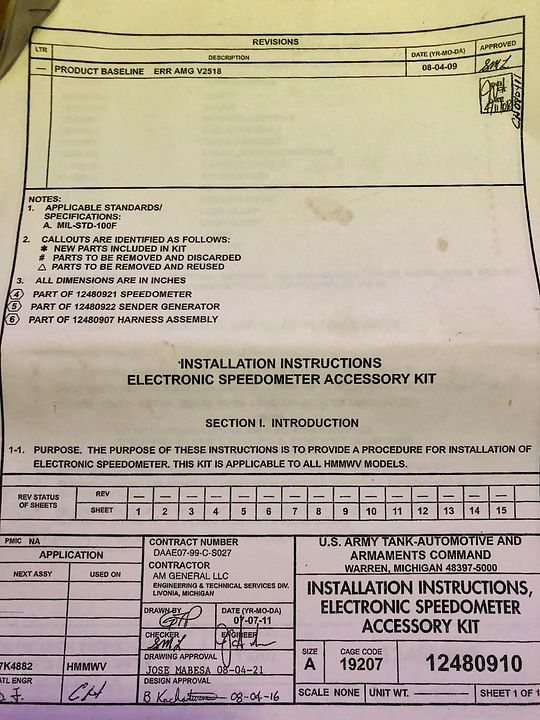 REVISIONS
LTR DESCRIPTION DATE (YR-MO-DA) APPROVED
— PRODUCT BASELINE ERR AMG V2518 08-04-09 SML
NOTES:
1. APPLICABLE STANDARDS/
SPECIFICATIONS:
A. MIL-STD-100F
2. CALLOUTS ARE IDENTIFIED AS FOLLOWS:
✱ NEW PARTS INCLUDED IN KIT
# PARTS TO BE REMOVED AND DISCARDED
△ PARTS TO BE REMOVED AND REUSED
3. ALL DIMENSIONS ARE IN INCHES
4 PART OF 12480921 SPEEDOMETER
5 PART OF 12480922 SENDER GENERATOR
6 PART OF 12480907 HARNESS ASSEMBLY
INSTALLATION INSTRUCTIONS
ELECTRONIC SPEEDOMETER ACCESSORY KIT
SECTION I. INTRODUCTION
1-1. PURPOSE. THE PURPOSE OF THESE INSTRUCTIONS IS TO PROVIDE A PROCEDURE FOR INSTALLATION OF
ELECTRONIC SPEEDOMETER. THIS KIT IS APPLICABLE TO ALL HMMWV MODELS.
REV STATUS
OF SHEETS
REV — — — — — — — — — — — — — — —
SHEET 1 2 3 4 5 6 7 8 9 10 11 12 13 14 15
PMIC NA
APPLICATION
NEXT ASSY USED ON
7K4882 HMMWV
ATL ENGR
CONTRACT NUMBER
DAAE07-99-C-S027
CONTRACTOR
AM GENERAL LLC
ENGINEERING & TECHNICAL SERVICES DIV.
LIVONIA, MICHIGAN
DRAWN BY DATE (YR-MO-DA)
07-07-11
CHECKER ENGINEER
SML
DRAWING APPROVAL
JOSE MABESA 08-04-21
DESIGN APPROVAL
08-04-16
U.S. ARMY TANK-AUTOMOTIVE AND
ARMAMENTS COMMAND
WARREN, MICHIGAN 48397-5000
INSTALLATION INSTRUCTIONS,
ELECTRONIC SPEEDOMETER
ACCESSORY KIT
SIZE CAGE CODE
A 19207 12480910
SCALE NONE UNIT WT. — SHEET 1 OF 1